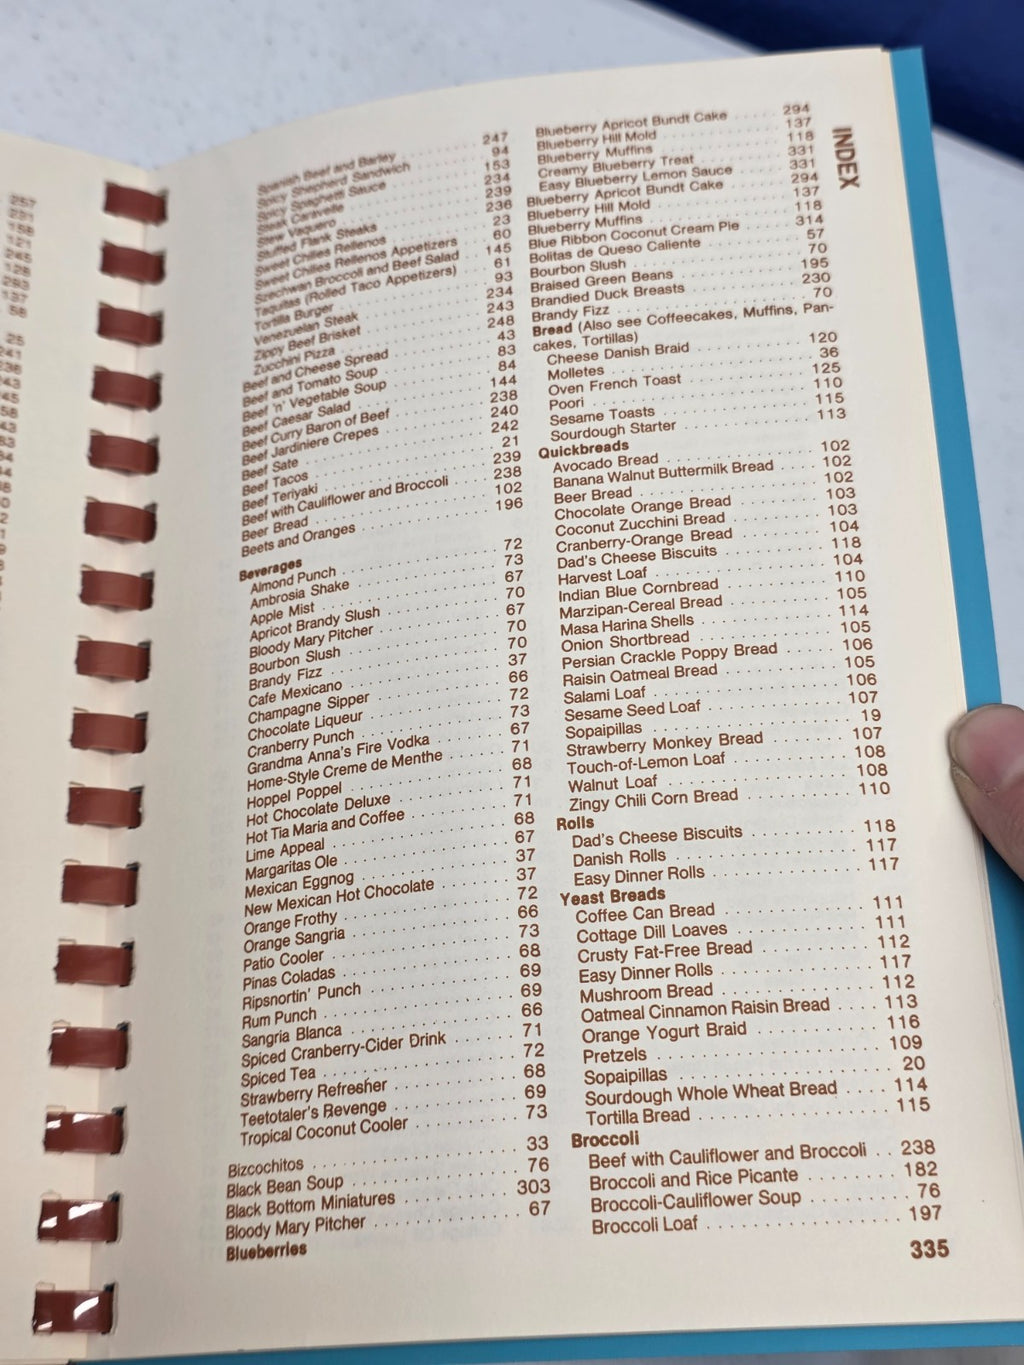 INDEX
Spanish Beef and Barley 247
Spicy Shepherd Sandwich . . . . . 94
Spicy Spaghetti Sauce . . . . . 153
Steak Caravelle . . . . . 234
Stew Vaquero . . . . . 239
Stuffed Flank Steaks . . . . . 236
Sweet Chilies Rellenos . . . . . 23
Sweet Chilies Rellenos Appetizers 60
Szechwan Broccoli and Beef Salad 145
Taquitas (Rolled Taco Appetizers) . . 61
Tortilla Burger . . . . . 93
Venezuelan Steak . . . . . 234
Zippy Beef Brisket . . . . . 243
Zucchini Pizza . . . . . 248
Beef and Cheese Spread . . . . . 43
Beef and Tomato Soup . . . . . 83
Beef 'n' Vegetable Soup . . . . . 84
Beef Caesar Salad . . . . . 144
Beef Curry Baron of Beef . . . . . 238
Beef Jardiniere Crepes . . . . . 240
Beef Sate . . . . . 242
Beef Tacos . . . . . 21
Beef Teriyaki . . . . . 239
Beef with Cauliflower and Broccoli . . . . . 238
Beer Bread . . . . . 102
Beets and Oranges . . . . . 196
Beverages
Almond Punch . . . . . 72
Ambrosia Shake . . . . . 73
Apple Mist . . . . . 67
Apricot Brandy Slush . . . . . 70
Bloody Mary Pitcher . . . . . 67
Bourbon Slush . . . . . 70
Brandy Fizz . . . . . 70
Cafe Mexicano . . . . . 37
Champagne Sipper . . . . . 66
Chocolate Liqueur . . . . . 72
Cranberry Punch . . . . . 73
Grandma Anna's Fire Vodka . . . . . 67
Home-Style Creme de Menthe . . . . . 71
Hoppel Poppel . . . . . 68
Hot Chocolate Deluxe . . . . . 71
Hot Tia Maria and Coffee . . . . . 71
Lime Appeal . . . . . 68
Margaritas Ole . . . . . 67
Mexican Eggnog . . . . . 37
New Mexican Hot Chocolate . . . . . 37
Orange Frothy . . . . . 72
Orange Sangria . . . . . 66
Patio Cooler . . . . . 73
Pinas Coladas . . . . . 68
Ripsnortin' Punch . . . . . 69
Rum Punch . . . . . 69
Sangria Blanca . . . . . 66
Spiced Cranberry-Cider Drink . . . . . 71
Spiced Tea . . . . . 72
Strawberry Refresher . . . . . 68
Teetotaler's Revenge . . . . . 69
Tropical Coconut Cooler . . . . . 73
Bizcochitos . . . . . 33
Black Bean Soup . . . . . 76
Black Bottom Miniatures . . . . . 303
Bloody Mary Pitcher . . . . . 67
Blueberries
Blueberry Apricot Bundt Cake . . . . . 294
Blueberry Hill Mold . . . . . 137
Blueberry Muffins . . . . . 118
Creamy Blueberry Treat . . . . . 331
Easy Blueberry Lemon Sauce . . . . . 331
Blueberry Apricot Bundt Cake . . . . . 294
Blueberry Hill Mold . . . . . 137
Blueberry Muffins . . . . . 118
Blue Ribbon Coconut Cream Pie . . . . . 314
Bolitas de Queso Caliente . . . . . 57
Bourbon Slush . . . . . 70
Braised Green Beans . . . . . 195
Brandied Duck Breasts . . . . . 230
Brandy Fizz . . . . . 70
Bread (Also see Coffeecakes, Muffins, Pan-
cakes, Tortillas)
Cheese Danish Braid . . . . . 120
Molletes . . . . . 36
Oven French Toast . . . . . 125
Poori . . . . . 110
Sesame Toasts . . . . . 115
Sourdough Starter . . . . . 113
Quickbreads
Avocado Bread . . . . . 102
Banana Walnut Buttermilk Bread . . . . 102
Beer Bread . . . . . 102
Chocolate Orange Bread . . . . . 103
Coconut Zucchini Bread . . . . . 103
Cranberry-Orange Bread . . . . . 104
Dad's Cheese Biscuits . . . . . 118
Harvest Loaf . . . . . 104
Indian Blue Cornbread . . . . . 110
Marzipan-Cereal Bread . . . . . 105
Masa Harina Shells . . . . . 114
Onion Shortbread . . . . . 105
Persian Crackle Poppy Bread . . . . . 106
Raisin Oatmeal Bread . . . . . 105
Salami Loaf . . . . . 106
Sesame Seed Loaf . . . . . 107
Sopaipillas . . . . . 19
Strawberry Monkey Bread . . . . . 107
Touch-of-Lemon Loaf . . . . . 108
Walnut Loaf . . . . . 108
Zingy Chili Corn Bread . . . . . 110
Rolls
Dad's Cheese Biscuits . . . . . 118
Danish Rolls . . . . . 117
Easy Dinner Rolls . . . . . 117
Yeast Breads
Coffee Can Bread . . . . . 111
Cottage Dill Loaves . . . . . 111
Crusty Fat-Free Bread . . . . . 112
Easy Dinner Rolls . . . . . 117
Mushroom Bread . . . . . 112
Oatmeal Cinnamon Raisin Bread . . . . 113
Orange Yogurt Braid . . . . . 116
Pretzels . . . . . 109
Sopaipillas . . . . . 20
Sourdough Whole Wheat Bread . . . . 114
Tortilla Bread . . . . . 115
Broccoli
Beef with Cauliflower and Broccoli . . 238
Broccoli and Rice Picante . . . . . 182
Broccoli-Cauliflower Soup . . . . . 76
Broccoli Loaf . . . . . 197
335